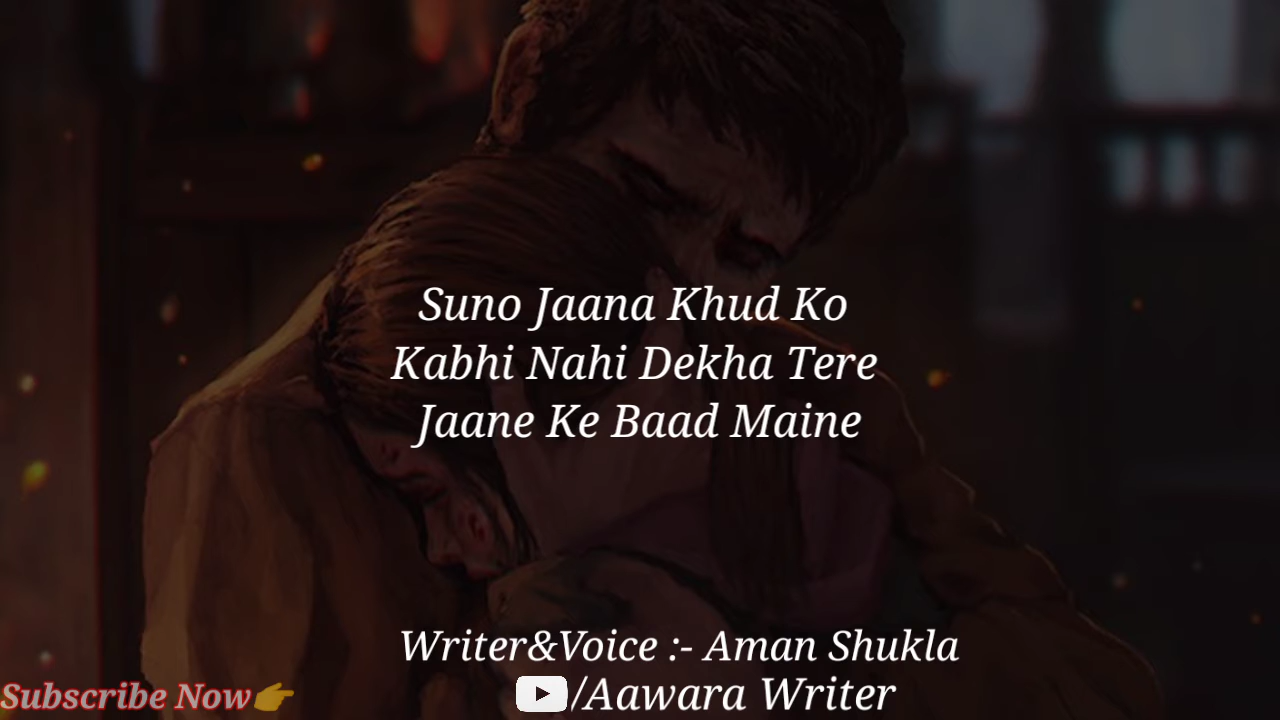 Suno Jaana Khud Ko
Kabhi Nahi Dekha Tere
Jaane Ke Baad Maine
Writer&Voice :- Aman Shukla
Subscribe Now👉
/Aawara Writer